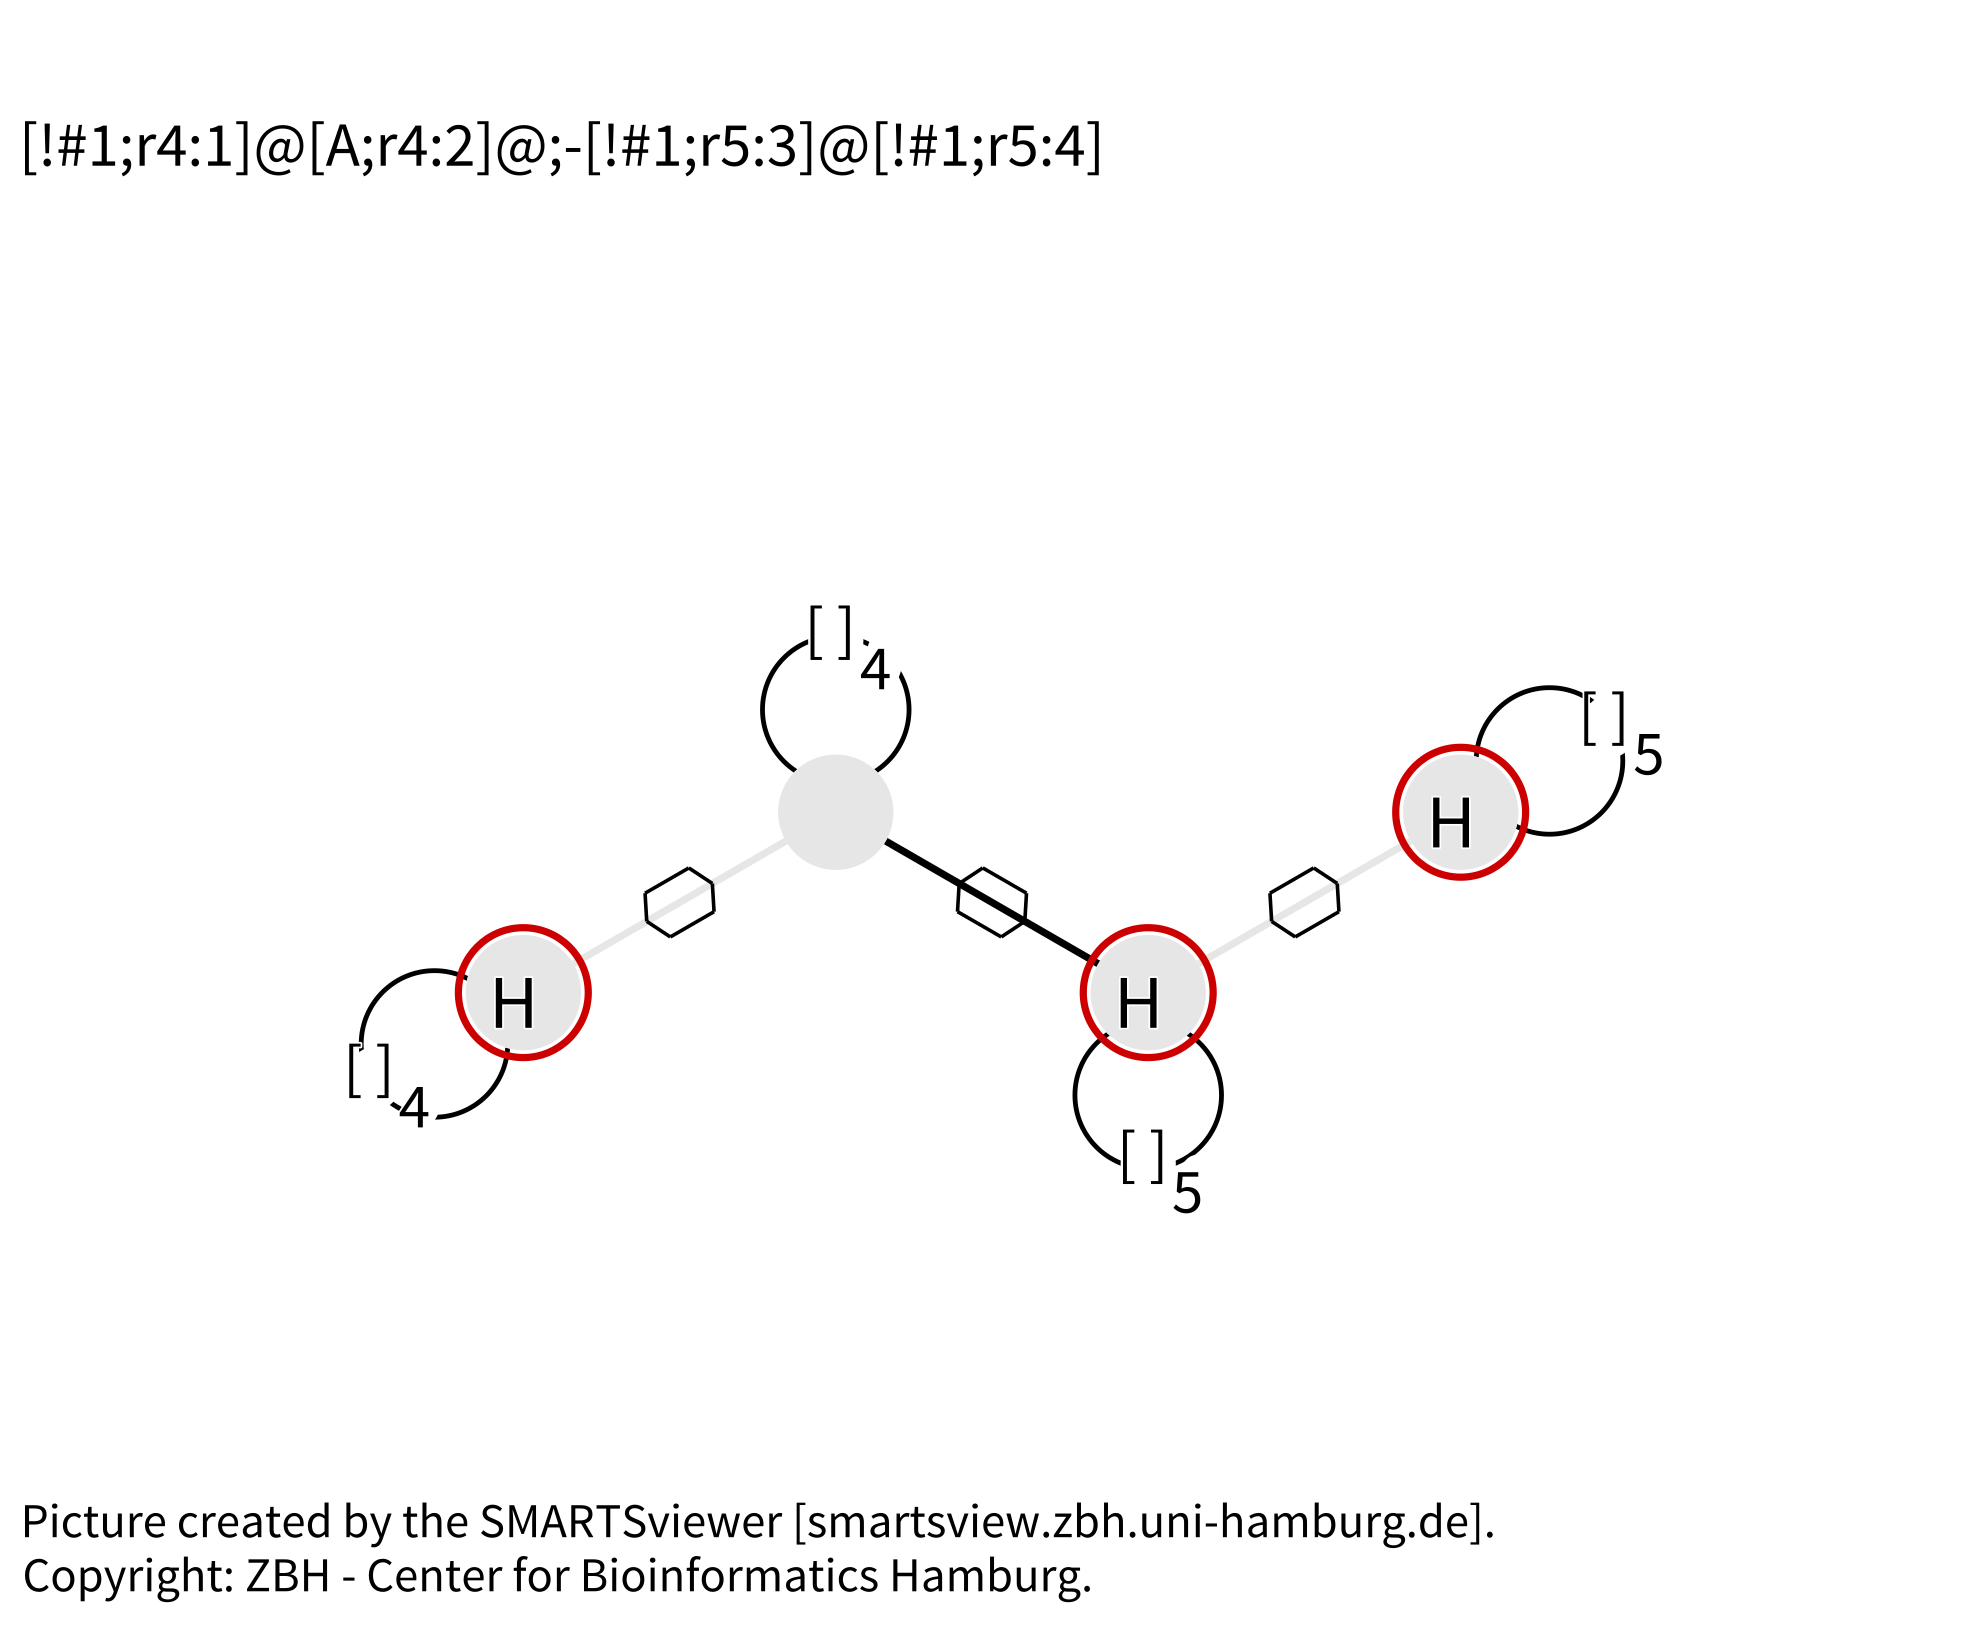 [!#1;r4:1]@[A;r4:2]@;-[!#1;r5:3]@[!#1;r5:4]
[ ]4
[ ]5
H
H
H
[ ]4
[ ]5
Picture created by the SMARTSviewer [smartsview.zbh.uni-hamburg.de].
Copyright: ZBH - Center for Bioinformatics Hamburg.